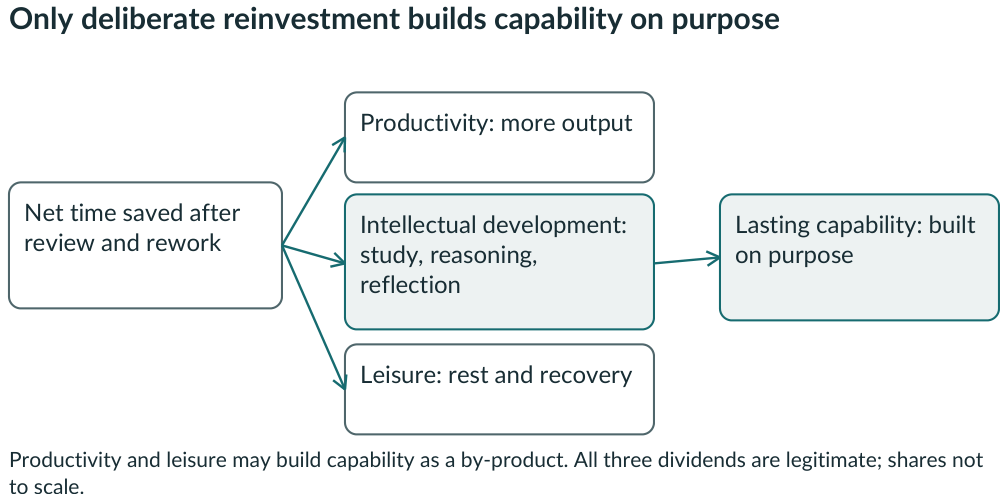 Only deliberate reinvestment builds capability on purpose
Productivity: more output
Net time saved after
review and rework
Intellectual development:
study, reasoning,
reflection
Lasting capability: built
on purpose
Leisure: rest and recovery
Productivity and leisure may build capability as a by-product. All three dividends are legitimate; shares not
to scale.